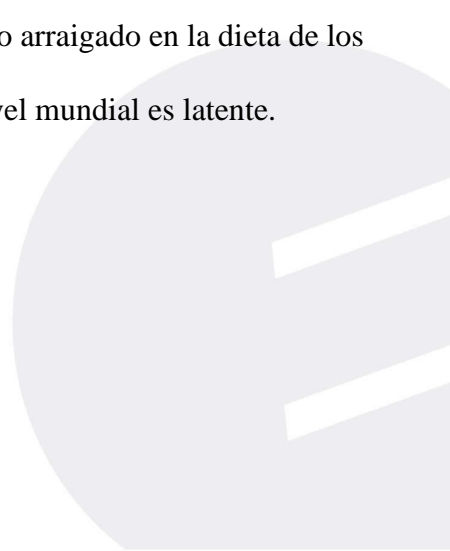 o arraigado en la dieta de los
vel mundial es latente.